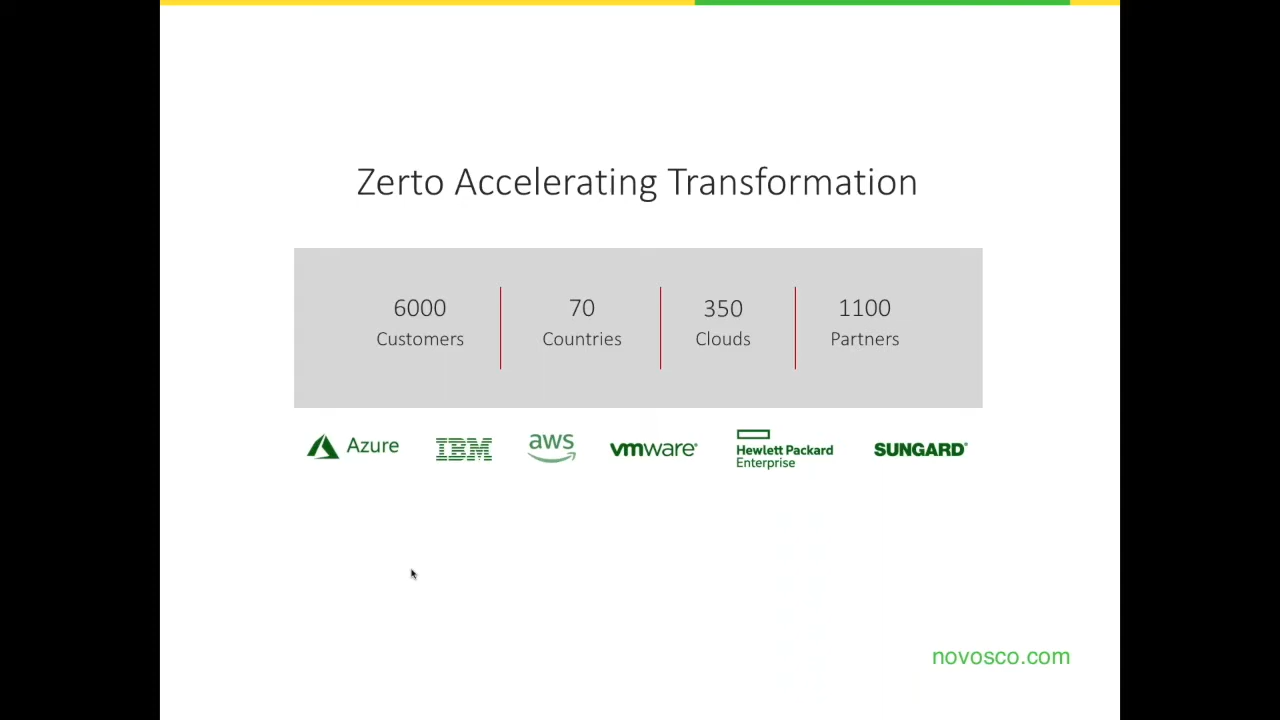 Zerto Accelerating Transformation
6000 70 350 1100
Customers Countries Clouds Partners
Azure IBM aws vmware® Hewlett Packard Enterprise SUNGARD®
novosco.com